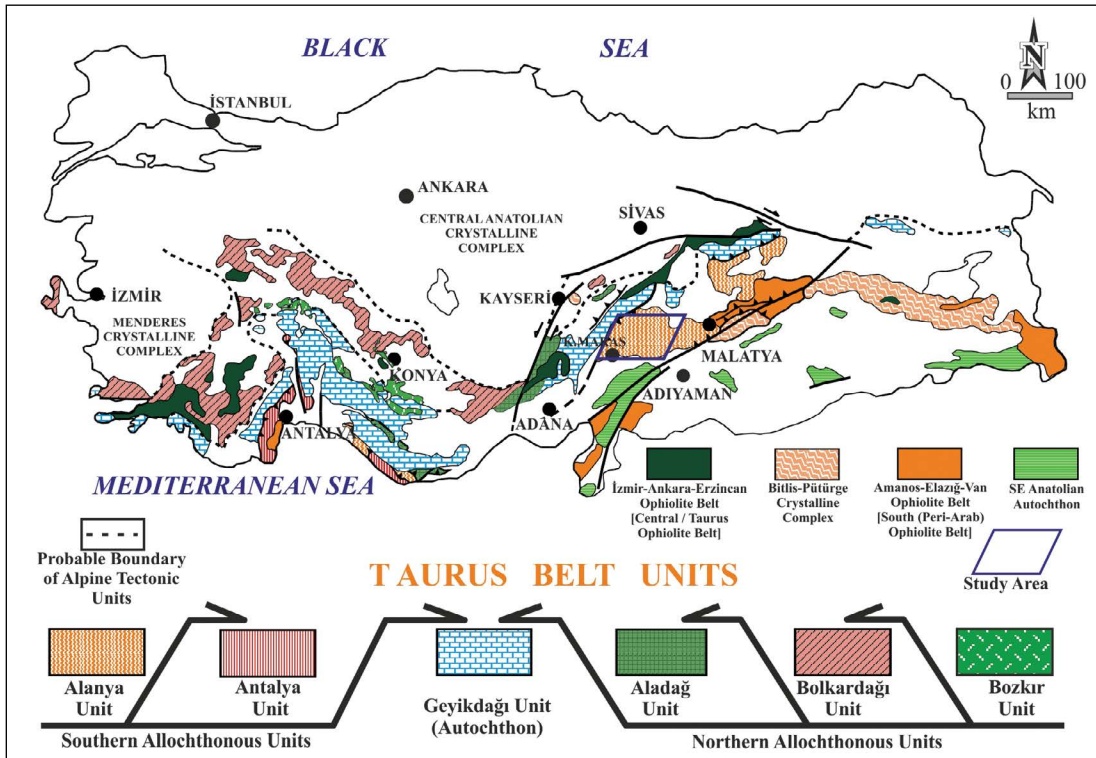 BLACK SEA
N
0 100
km
İSTANBUL
ANKARA
CENTRAL ANATOLIAN
CRYSTALLINE
COMPLEX
SİVAS
İZMİR
KAYSERİ
MENDERES
CRYSTALLINE
COMPLEX
K.MARAŞ
MALATYA
KONYA
ADIYAMAN
ANTALYA
ADANA
MEDITERRANEAN SEA
İzmir-Ankara-Erzincan
Ophiolite Belt
[Central / Taurus
Ophiolite Belt]
Bitlis-Pütürge
Crystalline
Complex
Amanos-Elazığ-Van
Ophiolite Belt
[South (Peri-Arab)
Ophiolite Belt]
SE Anatolian
Autochthon
Study Area
Probable Boundary
of Alpine Tectonic
Units
TAURUS BELT UNITS
Alanya
Unit
Antalya
Unit
Geyikdağı Unit
(Autochthon)
Aladağ
Unit
Bolkardağı
Unit
Bozkır
Unit
Southern Allochthonous Units
Northern Allochthonous Units